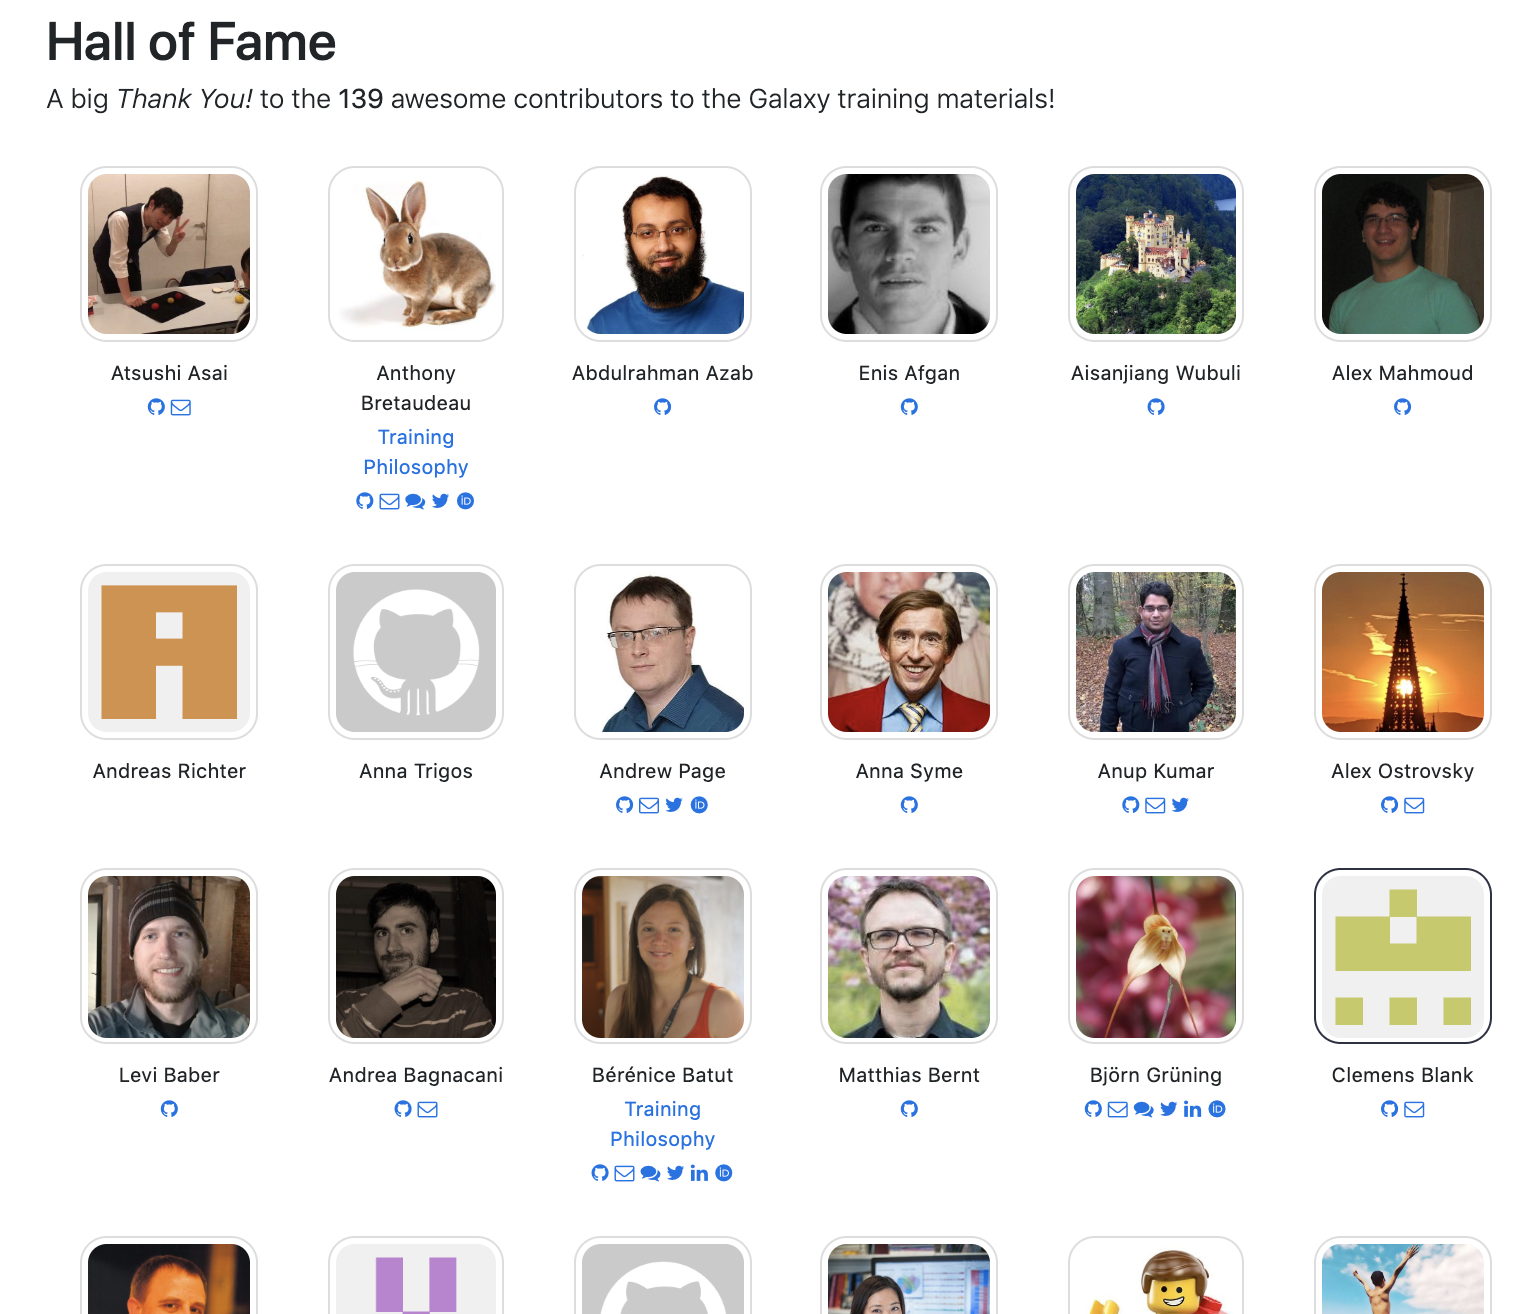 Hall of Fame
A big Thank You! to the 139 awesome contributors to the Galaxy training materials!
Atsushi Asai
Anthony
Bretaudeau
Training
Philosophy
Abdulrahman Azab
Enis Afgan
Aisanjiang Wubuli
Alex Mahmoud
Andreas Richter
Anna Trigos
Andrew Page
Anna Syme
Anup Kumar
Alex Ostrovsky
Levi Baber
Andrea Bagnacani
Bérénice Batut
Training
Philosophy
Matthias Bernt
Björn Grüning
Clemens Blank